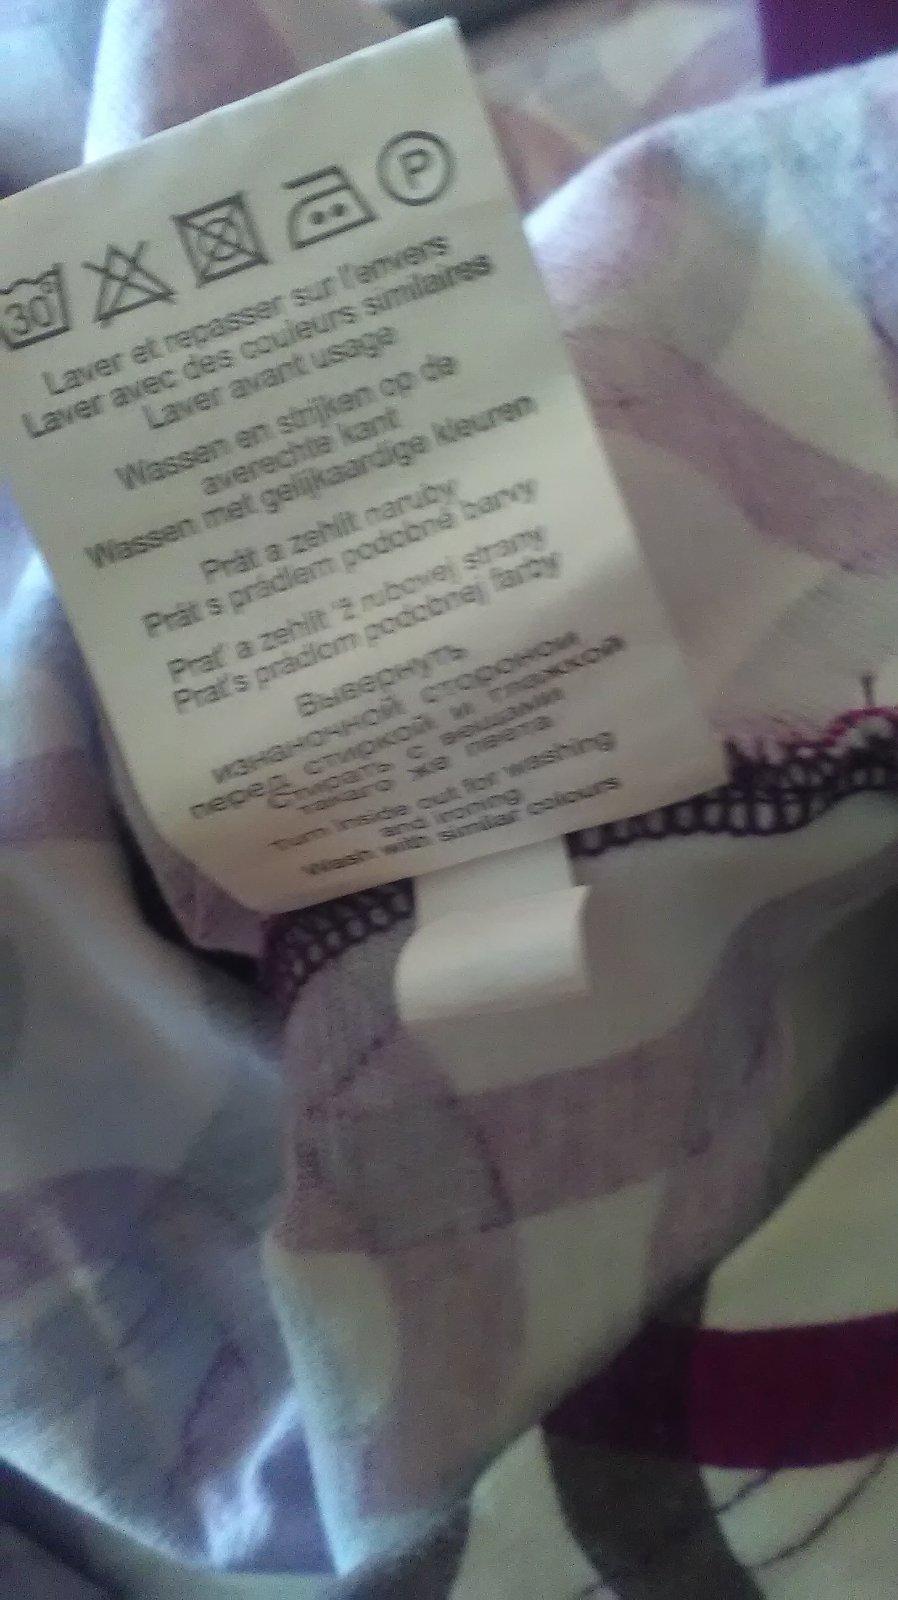 30°
P
Laver et repasser sur l'envers
Laver avec des couleurs similaires
Laver avant usage
Wassen en strijken op de
averechte kant
Wassen met gelijkaardige kleuren
Prát a zehlit naruby
Prát s prádlem podobné barvy
Prať a zehliť ž rubovej strany
Prať s prádlom podobnej farby
Вывернуть
изнаночной стороной
перед стиркой и глажкой
Стирать с вещами
такаго же цвета
Turn inside out for washing
and ironing
Wash with similar colours